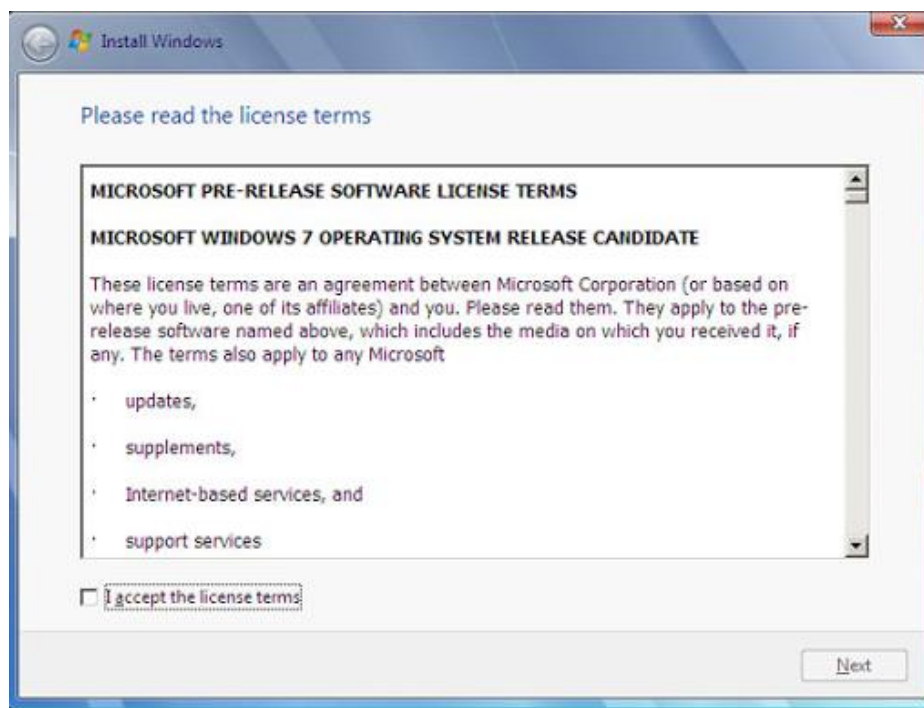 Install Windows
Please read the license terms
MICROSOFT PRE-RELEASE SOFTWARE LICENSE TERMS
MICROSOFT WINDOWS 7 OPERATING SYSTEM RELEASE CANDIDATE
These license terms are an agreement between Microsoft Corporation (or based on
where you live, one of its affiliates) and you. Please read them. They apply to the pre-
release software named above, which includes the media on which you received it, if
any. The terms also apply to any Microsoft
· updates,
· supplements,
· Internet-based services, and
· support services
I accept the license terms
Next